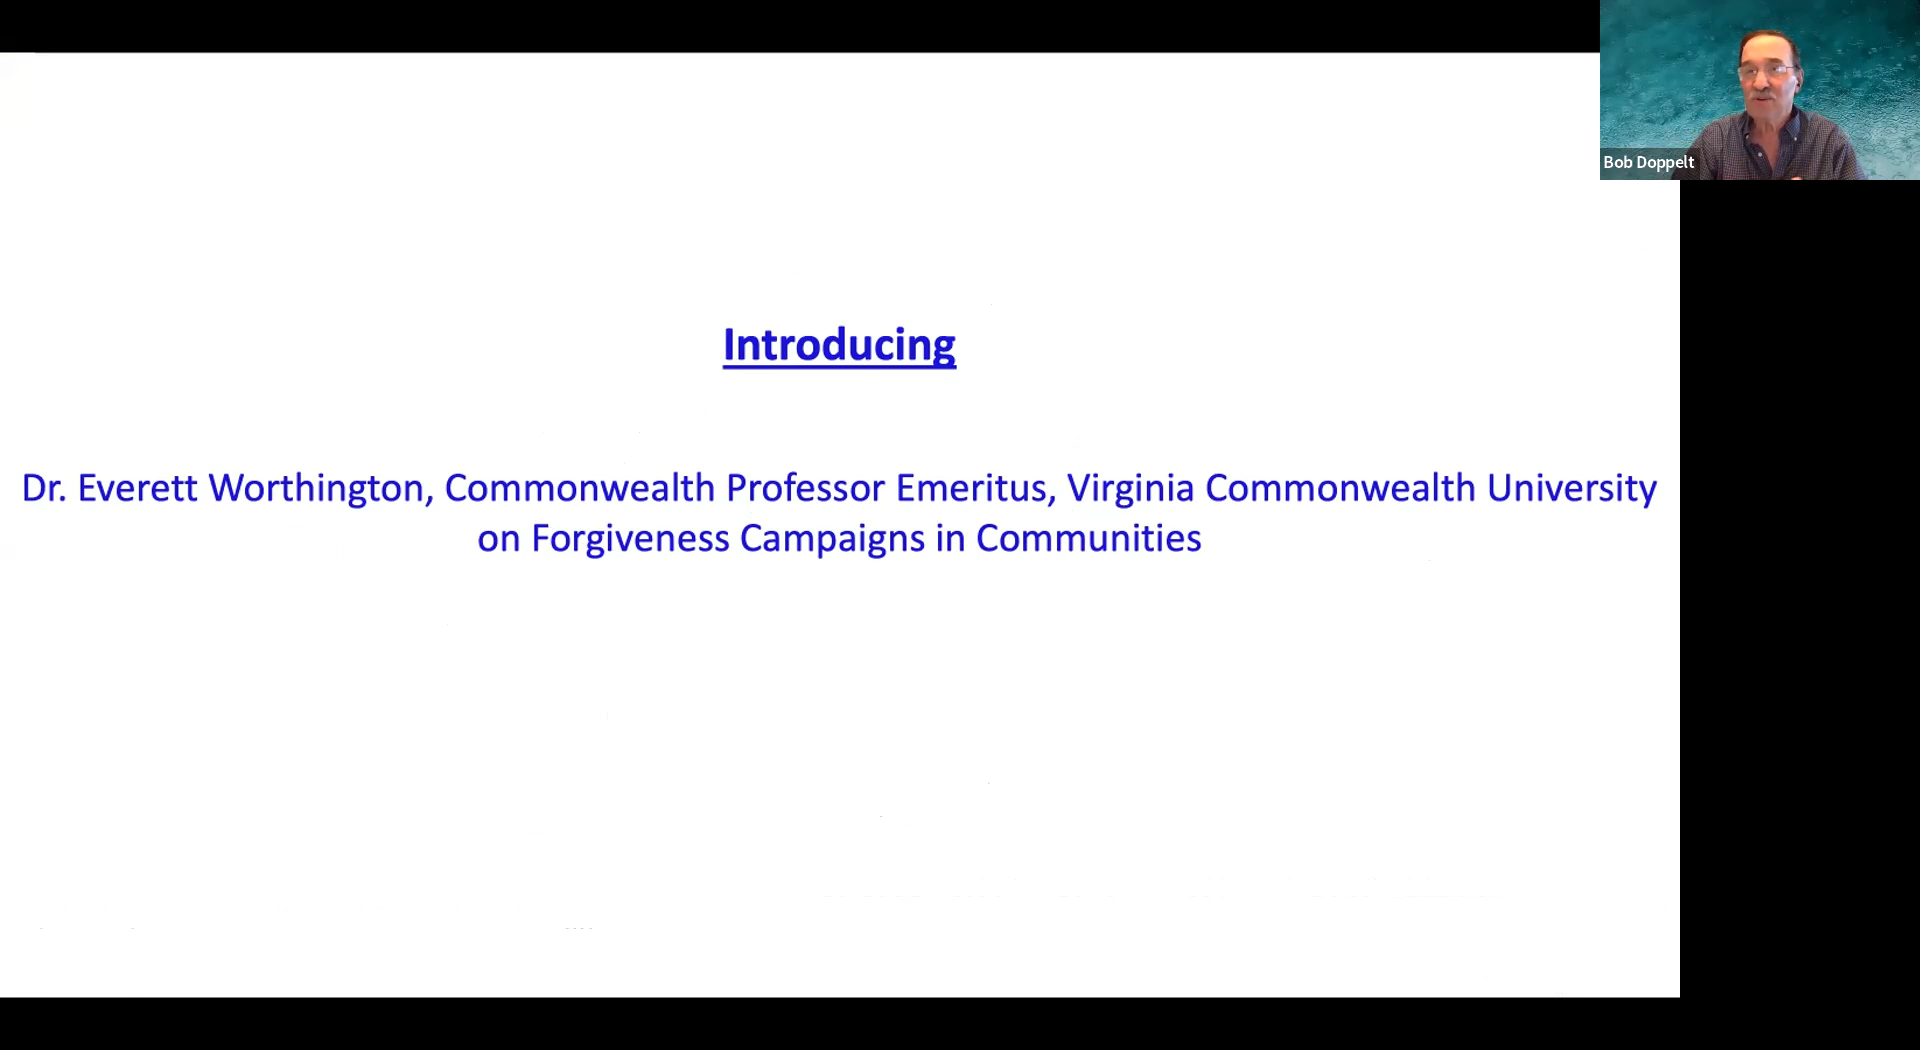 Introducing
Dr. Everett Worthington, Commonwealth Professor Emeritus, Virginia Commonwealth University
on Forgiveness Campaigns in Communities
Bob Doppelt